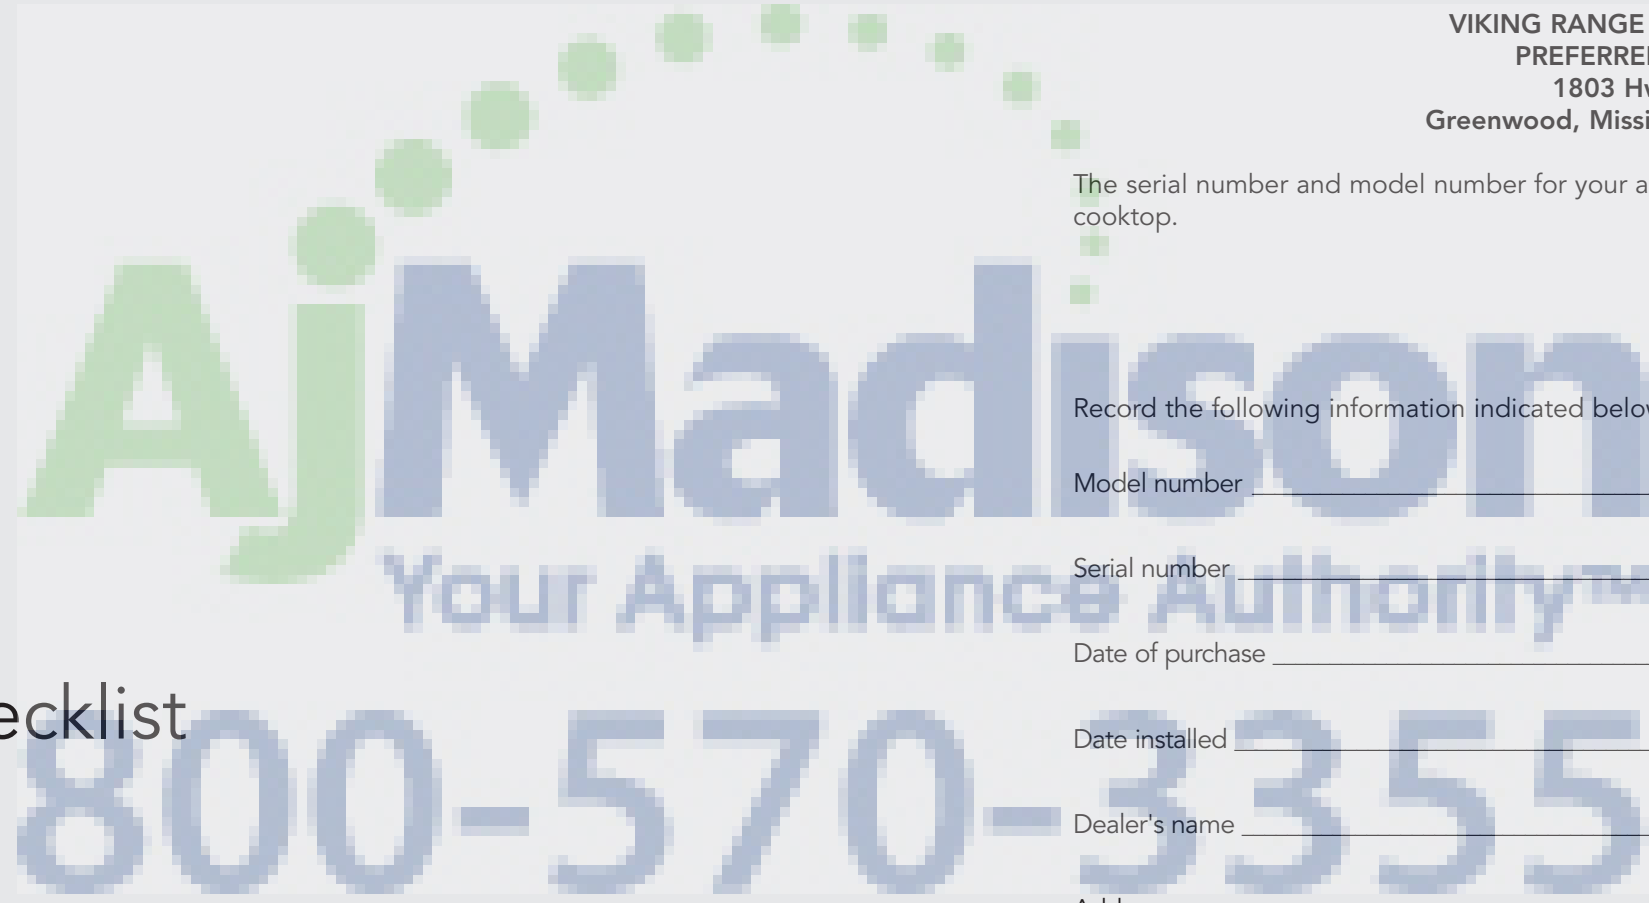 VIKING RANGE
PREFERRE
1803 H
Greenwood, Missi
The serial number and model number for your a
cooktop.
AjMadison
Record the following information indicated belo
Model number
Serial number
Your Appliance Authority™
Date of purchase
ecklist
Date installed
800-570-3355
Dealer's name